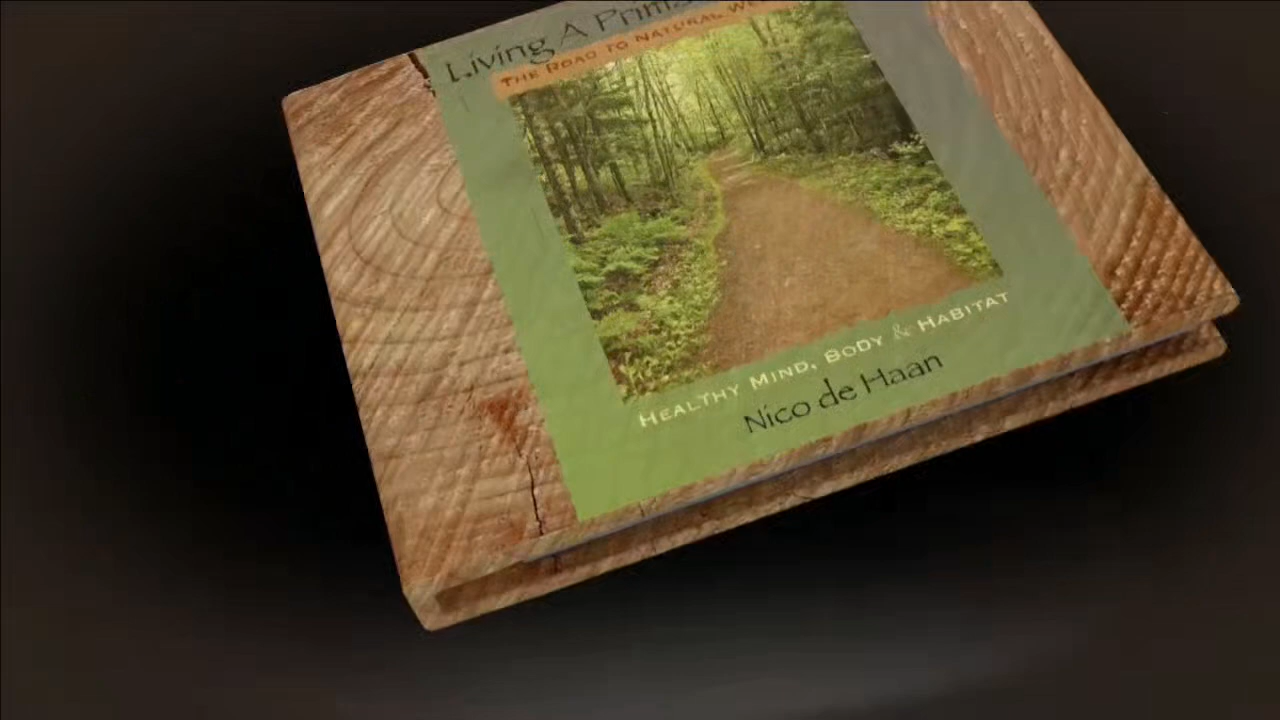 Living A
The Road to Natural
Healthy Mind, Body & Habitat
Nico de Haan